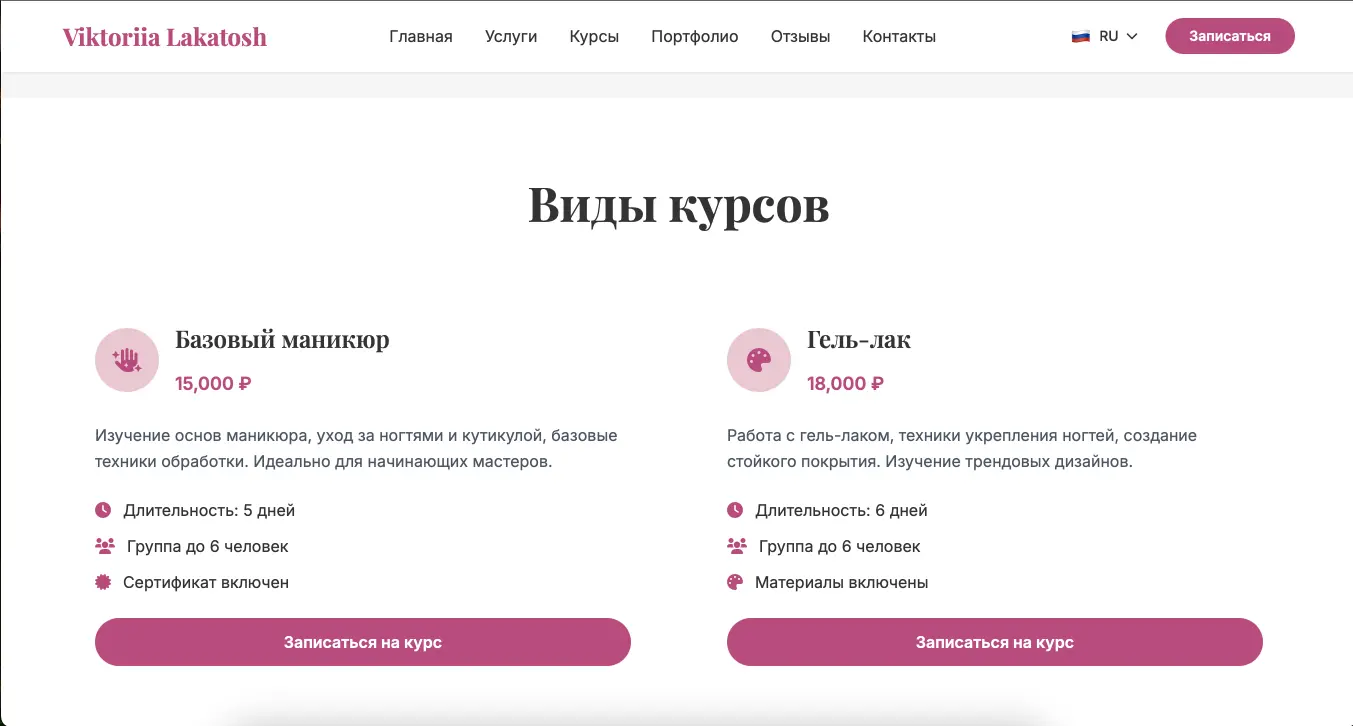 Viktoriia Lakatosh
Главная Услуги Курсы Портфолио Отзывы Контакты
RU
Записаться
Виды курсов
Базовый маникюр
15,000 ₽
Изучение основ маникюра, уход за ногтями и кутикулой, базовые
техники обработки. Идеально для начинающих мастеров.
Длительность: 5 дней
Группа до 6 человек
Сертификат включен
Записаться на курс
Гель-лак
18,000 ₽
Работа с гель-лаком, техники укрепления ногтей, создание
стойкого покрытия. Изучение трендовых дизайнов.
Длительность: 6 дней
Группа до 6 человек
Материалы включены
Записаться на курс